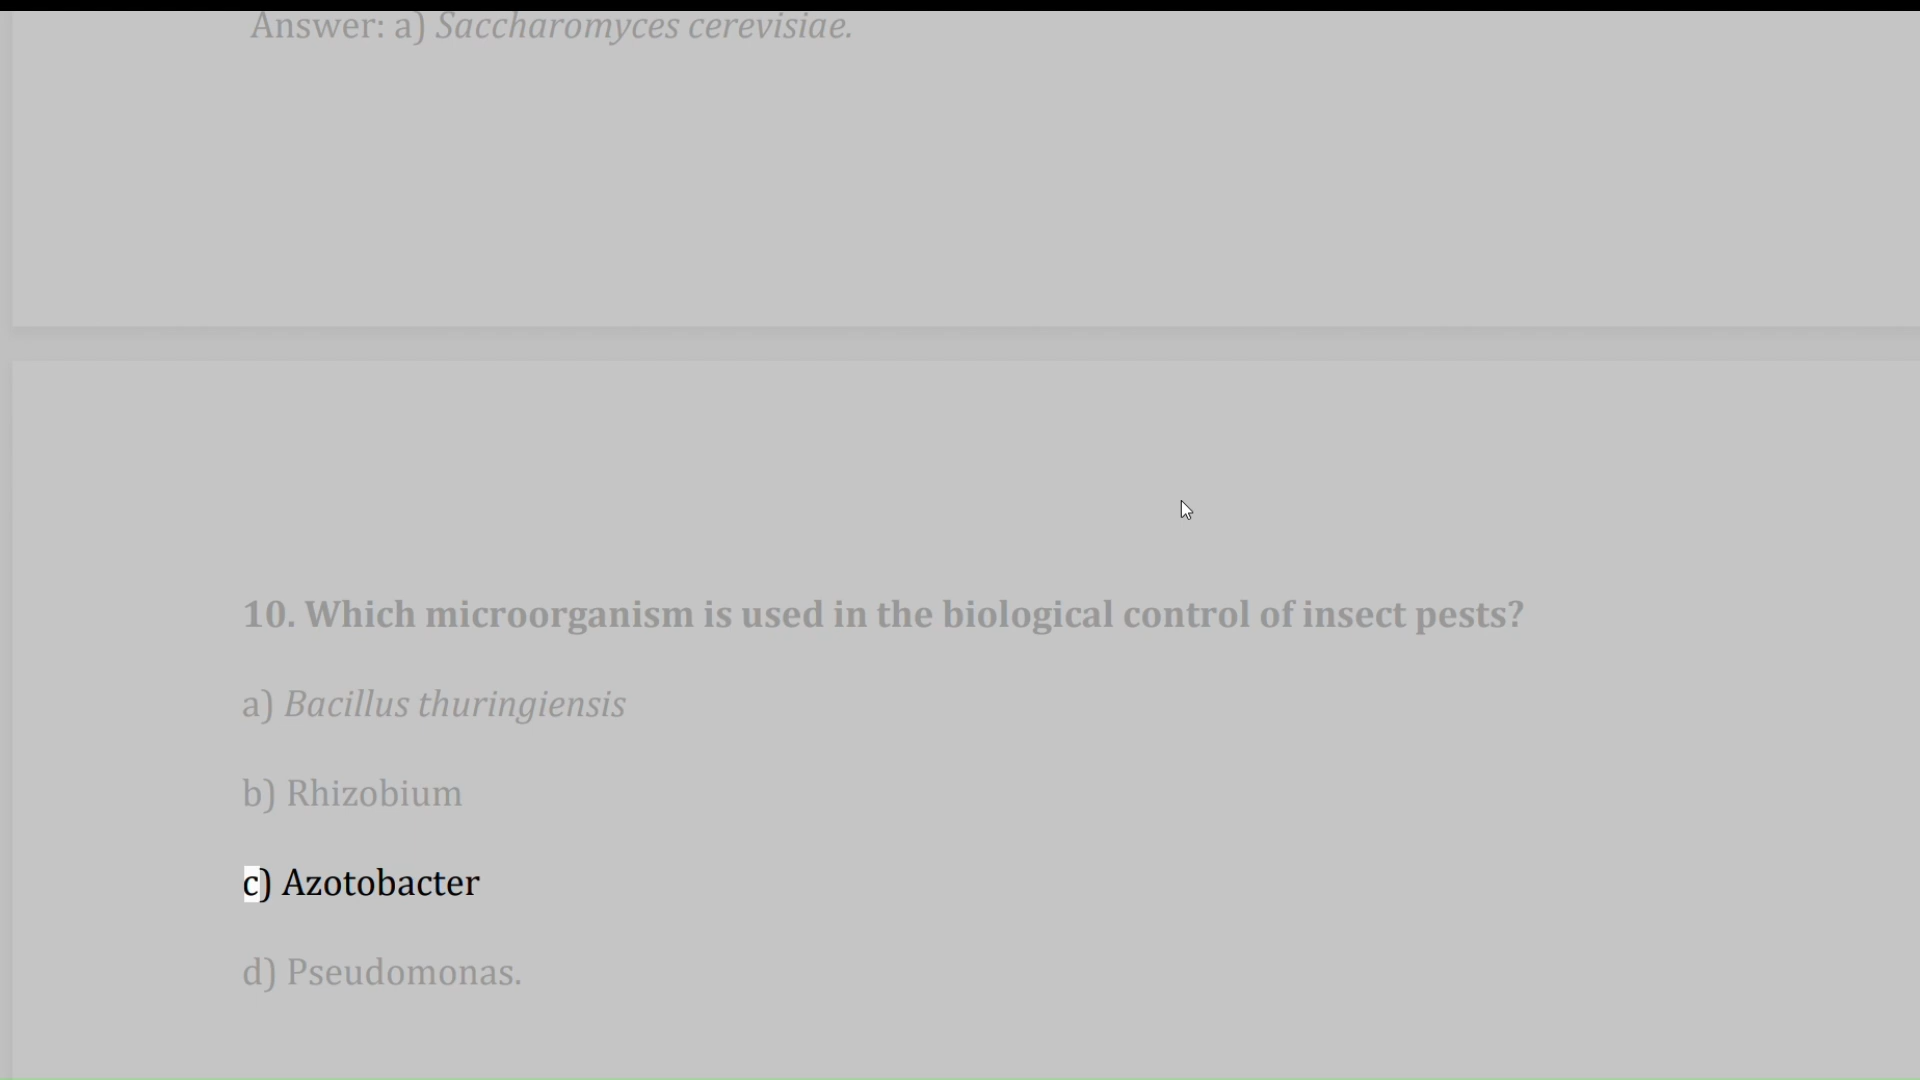 Answer: a) Saccharomyces cerevisiae.
10. Which microorganism is used in the biological control of insect pests?
a) Bacillus thuringiensis
b) Rhizobium
c) Azotobacter
d) Pseudomonas.